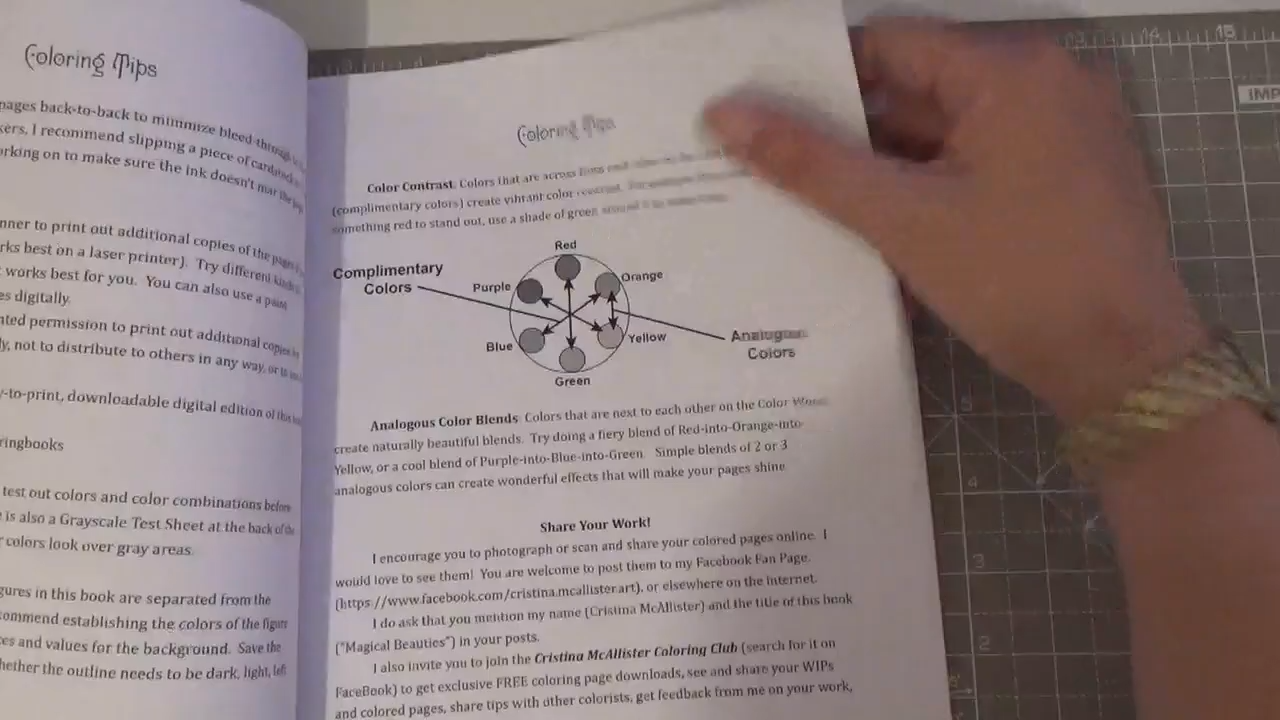 Coloring Tips
pages back-to-back to minimize bleed-through
kers, I recommend slipping a piece of cardstock
orking on to make sure the ink doesn't mar the
nner to print out additional copies of the pages
rks best on a laser printer). Try different kinds
works best for you. You can also use a paint
es digitally.
nted permission to print out additional copies
ly, not to distribute to others in any way, or
y-to-print, downloadable digital edition of this
ringbooks
test out colors and color combinations before
e is also a Grayscale Test Sheet at the back of the
r colors look over gray areas.
gures in this book are separated from the
commend establishing the colors of the figure
es and values for the background. Save the
hether the outline needs to be dark, light, left
Coloring Tips
Color Contrast: Colors that are across from each other
(complimentary colors) create vibrant color contrast.
something red to stand out, use a shade of green around it
Red
Orange
Yellow
Green
Blue
Purple
Complimentary
Colors
Analogous
Colors
Analogous Color Blends: Colors that are next to each other on the Color Wheel
create naturally beautiful blends. Try doing a fiery blend of Red-into-Orange-into-
Yellow, or a cool blend of Purple-into-Blue-into-Green. Simple blends of 2 or 3
analogous colors can create wonderful effects that will make your pages shine
Share Your Work!
I encourage you to photograph or scan and share your colored pages online. I
would love to see them! You are welcome to post them to my Facebook Fan Page.
(https://www.facebook.com/cristina.mcallisterart), or elsewhere on the internet.
I do ask that you mention my name (Cristina McAllister) and the title of this book
("Magical Beauties") in your posts.
I also invite you to join the Cristina McAllister Coloring Club (search for it on
FaceBook) to get exclusive FREE coloring page downloads, see and share your WIPs
and colored pages, share tips with other colorists, get feedback from me on your work,
13 14 15
IMP
5
4
3
2